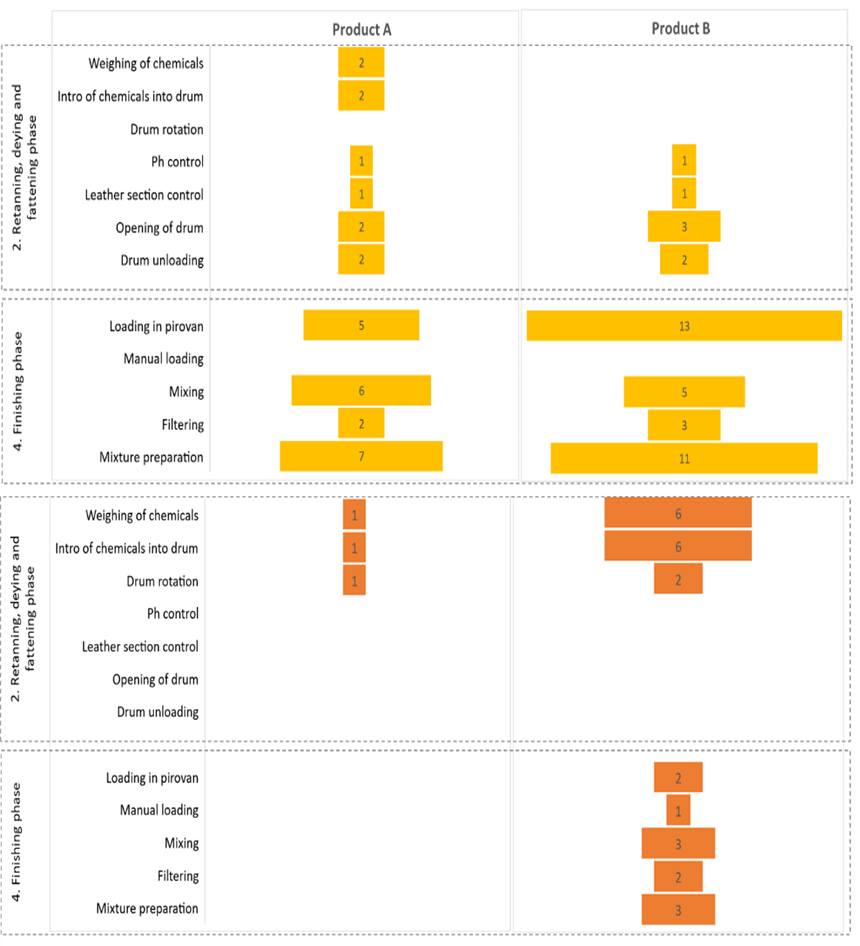 Product A
Product B
2. Retanning, deying and
fattening phase
Weighing of chemicals
2
Intro of chemicals into drum
2
Drum rotation
Ph control
1
1
Leather section control
1
1
Opening of drum
2
3
Drum unloading
2
2
4. Finishing phase
Loading in pirovan
5
13
Manual loading
Mixing
6
5
Filtering
2
3
Mixture preparation
7
11
2. Retanning, deying and
fattening phase
Weighing of chemicals
1
6
Intro of chemicals into drum
1
6
Drum rotation
1
2
Ph control
Leather section control
Opening of drum
Drum unloading
4. Finishing phase
Loading in pirovan
2
Manual loading
1
Mixing
3
Filtering
2
Mixture preparation
3